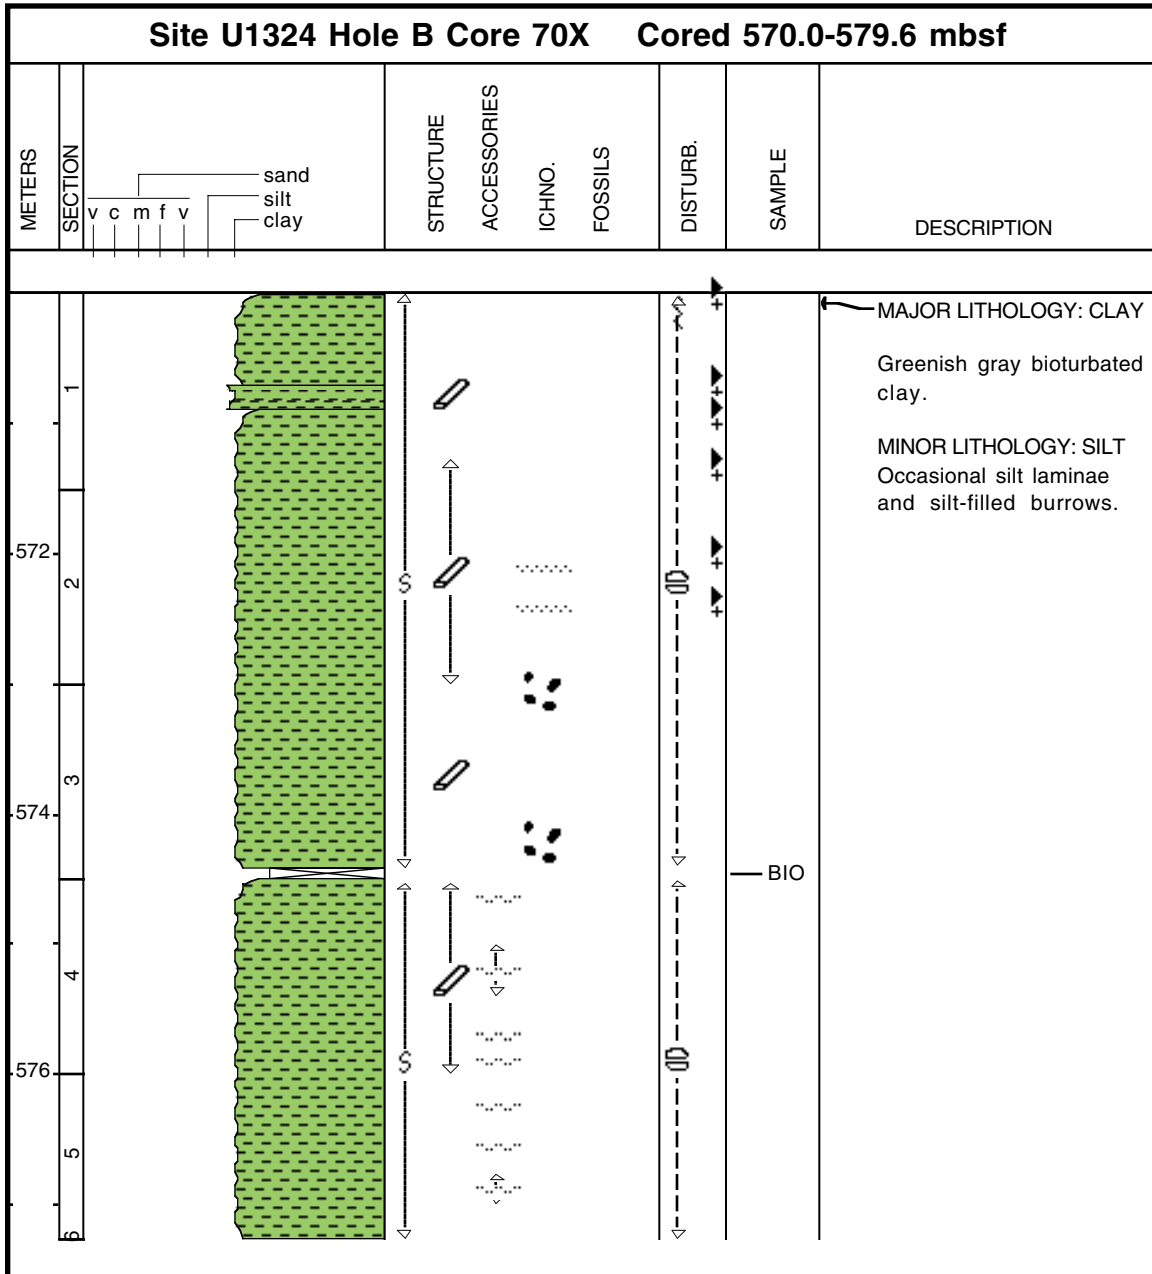 Site U1324 Hole B Core 70X Cored 570.0-579.6 mbsf
METERS
SECTION
v c m f v
sand
silt
clay
STRUCTURE
ACCESSORIES
ICHNO.
FOSSILS
DISTURB.
SAMPLE
DESCRIPTION
MAJOR LITHOLOGY: CLAY
Greenish gray bioturbated
clay.
MINOR LITHOLOGY: SILT
Occasional silt laminae
and silt-filled burrows.
1
572
2
S
3
574
BIO
4
576
S
5
6